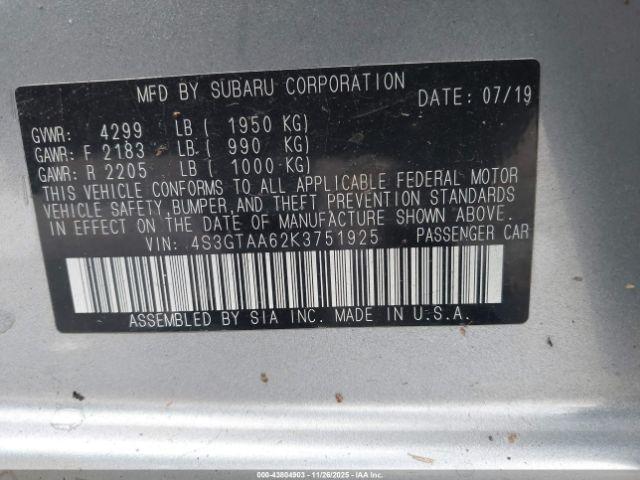 MFD BY SUBARU CORPORATION DATE: 07/19
GVWR: 4299 LB ( 1950 KG)
GAWR: F 2183 LB ( 990 KG)
GAWR: R 2205 LB ( 1000 KG)
THIS VEHICLE CONFORMS TO ALL APPLICABLE FEDERAL MOTOR
VEHICLE SAFETY,BUMPER,AND THEFT PREVENTION STANDARDS
IN EFFECT ON THE DATE OF MANUFACTURE SHOWN ABOVE.
VIN: 4S3GTAA62K3751925 PASSENGER CAR
ASSEMBLED BY SIA INC. MADE IN U.S.A.
000-43804903 - 11/26/2025 - IAAI.com